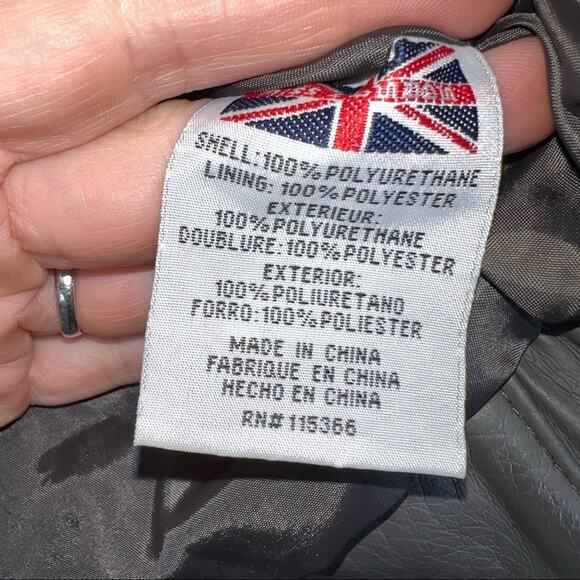 SHELL: 100% POLYURETHANE
LINING: 100% POLYESTER
EXTERIEUR:
100% POLYURETHANE
DOUBLURE: 100% POLYESTER
EXTERIOR:
100% POLIURETANO
FORRO: 100% POLIESTER
MADE IN CHINA
FABRIQUE EN CHINA
HECHO EN CHINA
RN# 115366